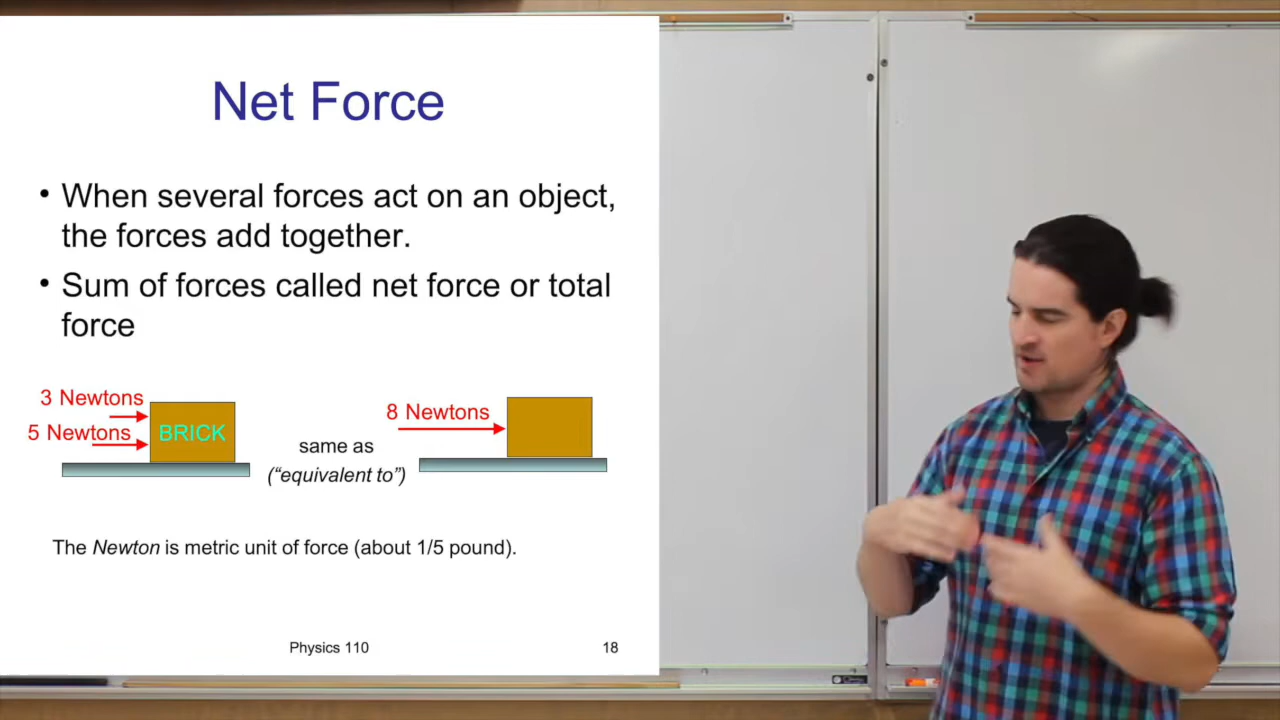 Net Force
• When several forces act on an object,
the forces add together.
• Sum of forces called net force or total
force
3 Newtons
5 Newtons
BRICK
same as
(“equivalent to”)
8 Newtons
The Newton is metric unit of force (about 1/5 pound).
Physics 110
18